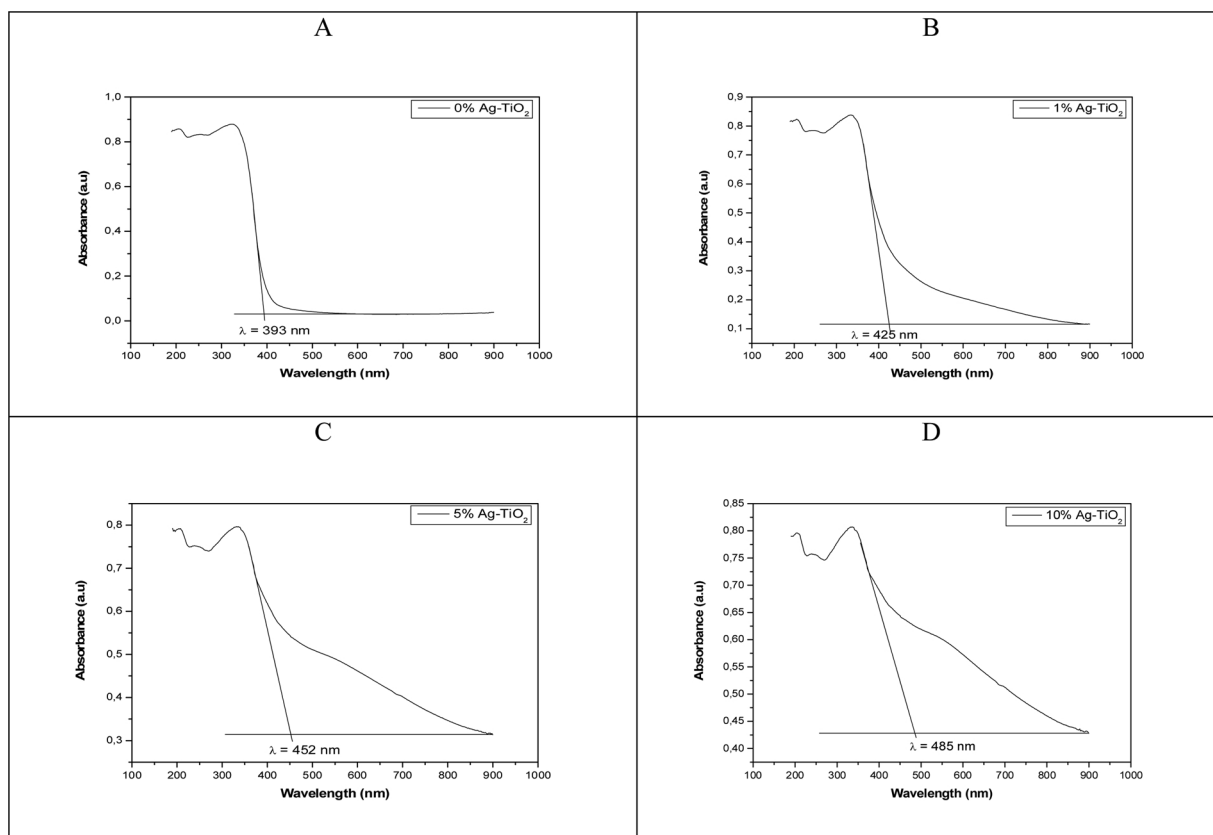 A
0% Ag-TiO₂
1,0
0,8
0,6
0,4
0,2
0,0
Absorbance (a.u)
λ = 393 nm
100 200 300 400 500 600 700 800 900 1000
Wavelength (nm)
B
1% Ag-TiO₂
0,9
0,8
0,7
0,6
0,5
0,4
0,3
0,2
0,1
Absorbance (a.u)
λ = 425 nm
100 200 300 400 500 600 700 800 900 1000
Wavelength (nm)
C
5% Ag-TiO₂
0,8
0,7
0,6
0,5
0,4
0,3
Absorbance (a.u)
λ = 452 nm
100 200 300 400 500 600 700 800 900 1000
Wavelength (nm)
D
10% Ag-TiO₂
0,85
0,80
0,75
0,70
0,65
0,60
0,55
0,50
0,45
0,40
Absorbance (a.u)
λ = 485 nm
100 200 300 400 500 600 700 800 900 1000
Wavelength (nm)